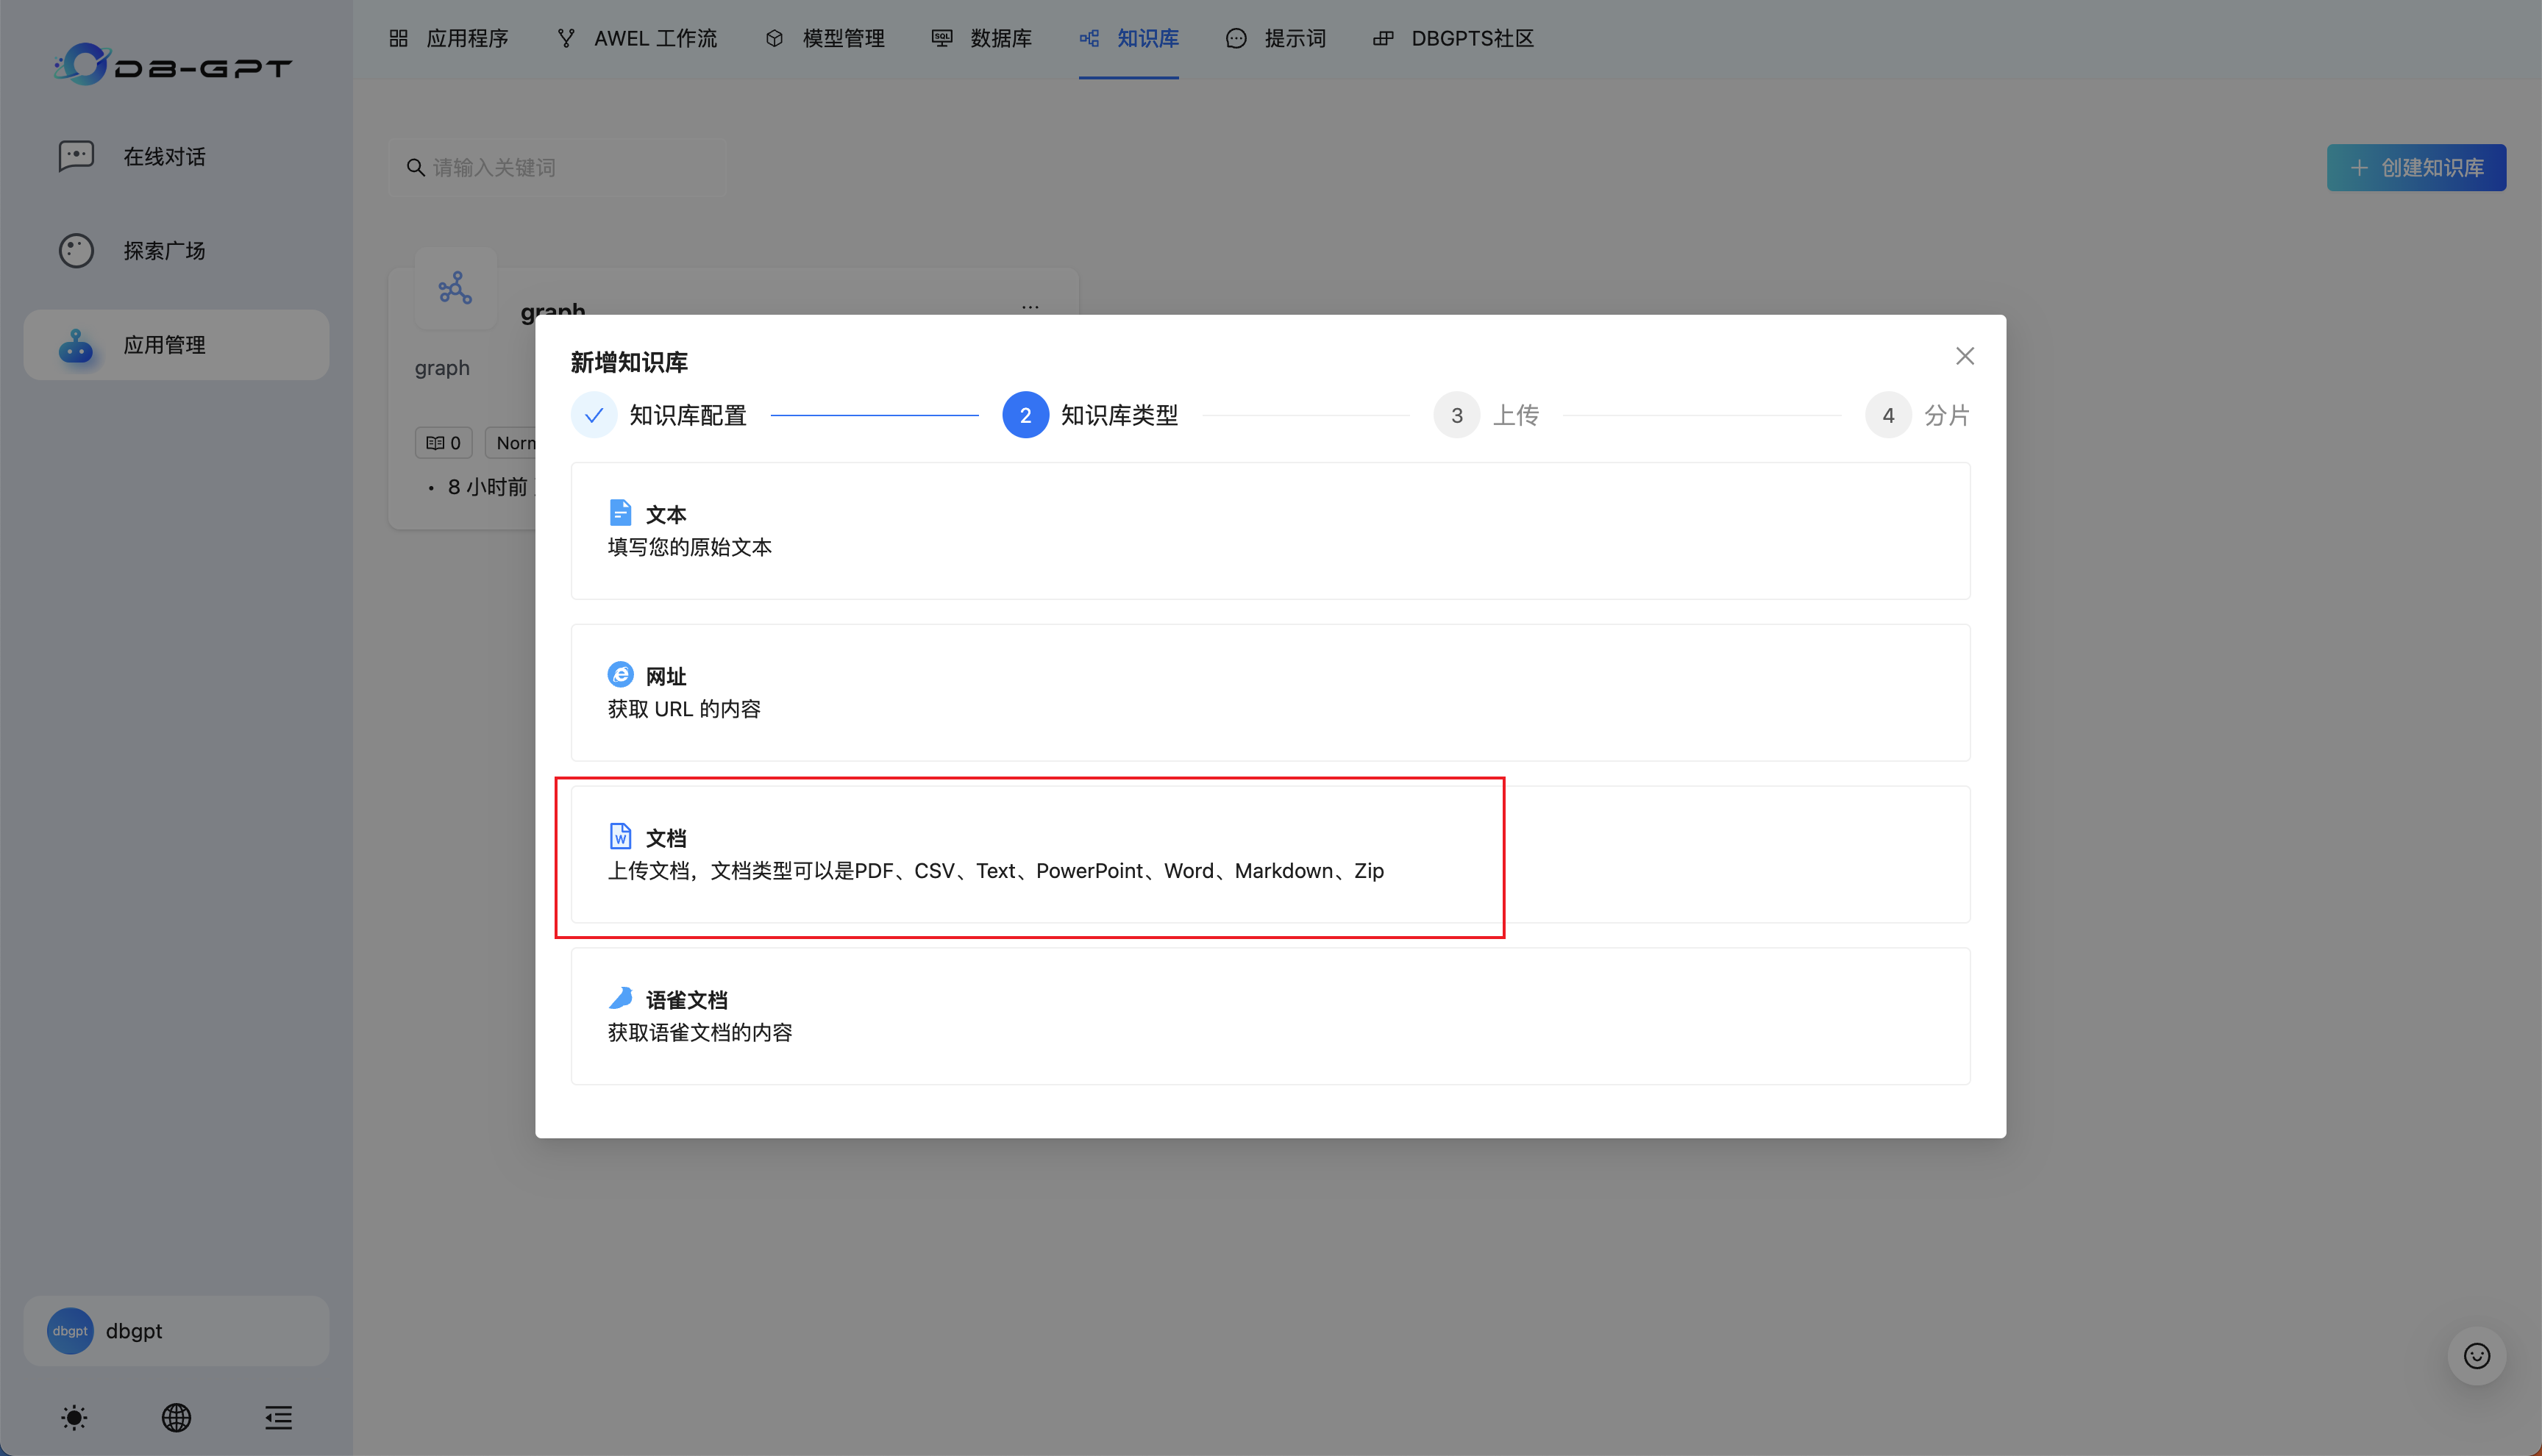 DB-GPT
在线对话
探索广场
应用管理
dbgpt
dbgpt
应用程序
AWEL 工作流
模型管理
SQL
数据库
知识库
提示词
DBGPTS社区
请输入关键词
创建知识库
graph
graph
0
Norm
8 小时前
新增知识库
知识库配置
2 知识库类型
3 上传
4 分片
文本
填写您的原始文本
网址
获取 URL 的内容
W
文档
上传文档，文档类型可以是PDF、CSV、Text、PowerPoint、Word、Markdown、Zip
语雀文档
获取语雀文档的内容